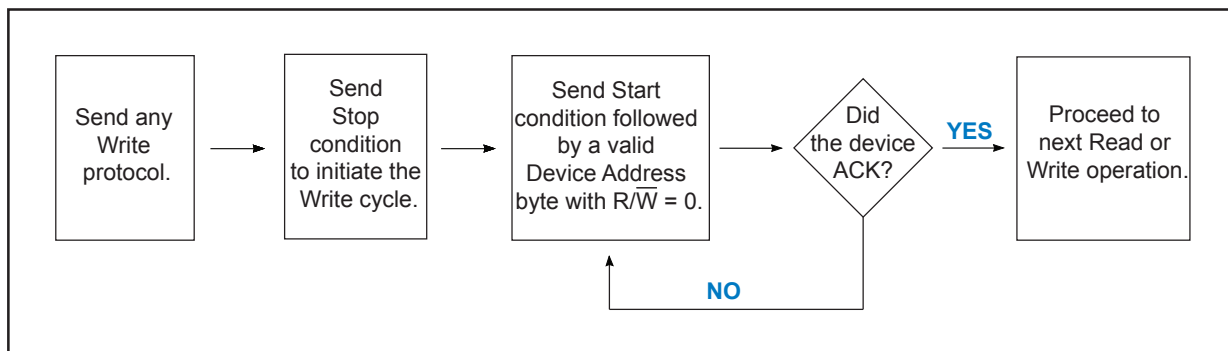 Send any
Write
protocol.
Send
Stop
condition
to initiate the
Write cycle.
Send Start
condition followed
by a valid
Device Address
byte with R/W̅ = 0.
Did
the device
ACK?
YES
NO
Proceed to
next Read or
Write operation.